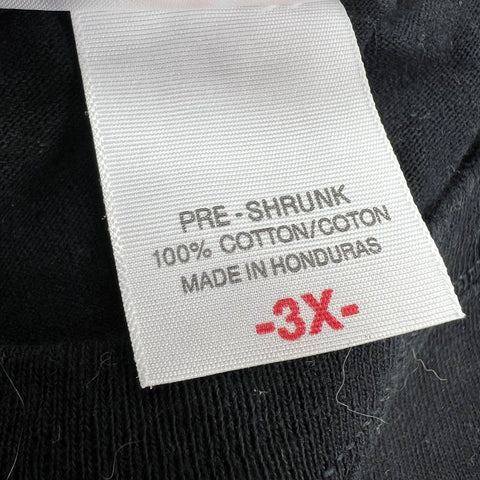 PRE-SHRUNK
100% COTTON/COTON
MADE IN HONDURAS
-3X-